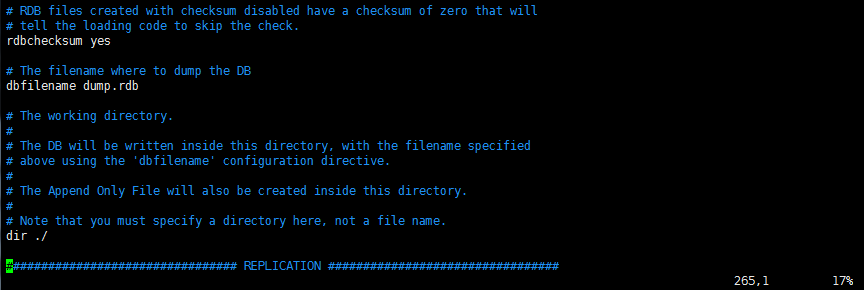 # RDB files created with checksum disabled have a checksum of zero that will
# tell the loading code to skip the check.
rdbchecksum yes
# The filename where to dump the DB
dbfilename dump.rdb
# The working directory.
#
# The DB will be written inside this directory, with the filename specified
# above using the 'dbfilename' configuration directive.
#
# The Append Only File will also be created inside this directory.
#
# Note that you must specify a directory here, not a file name.
dir ./
################################# REPLICATION #################################
265,1 17%